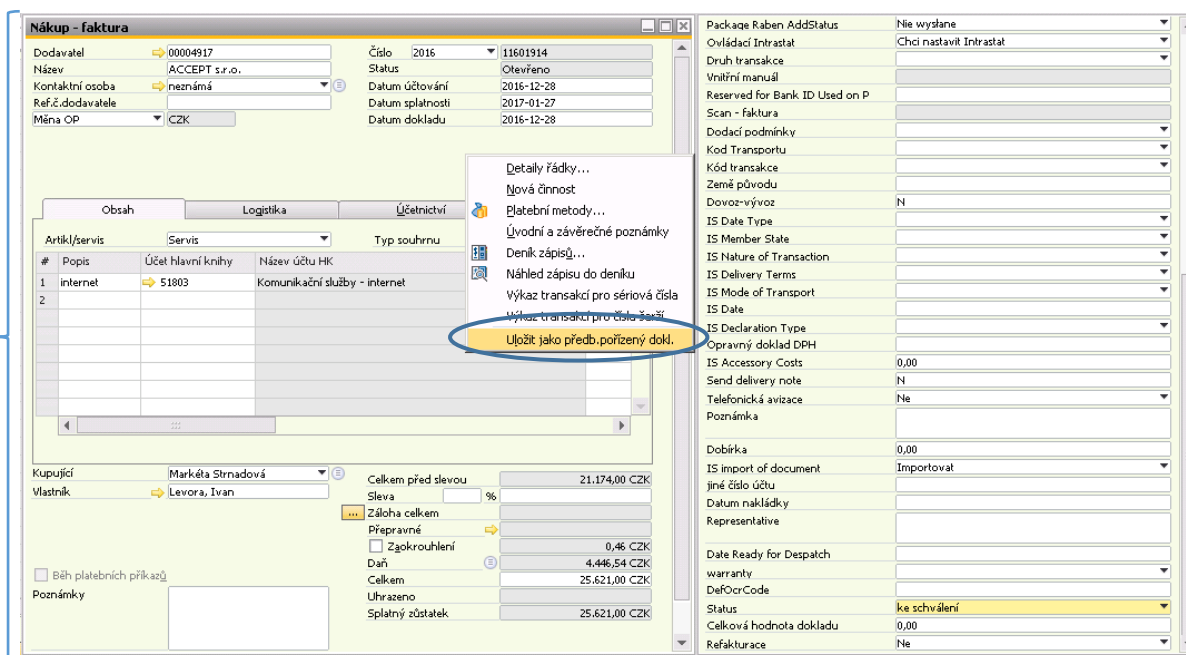 Nákup - faktura
Dodavatel 00004917 Číslo 2016 11601914
Název ACCEPT s.r.o. Status Otevřeno
Kontaktní osoba neznámá Datum účtování 2016-12-28
Ref.č.dodavatele Datum splatnosti 2017-01-27
Měna OP CZK Datum dokladu 2016-12-28
Obsah Logistika Účetnictví
Artikl/servis Servis Typ souhrnu
# Popis Účet hlavní knihy Název účtu HK
1 internet 51803 Komunikační služby - internet
2
Detaily řádky...
Nová činnost
Platební metody...
Úvodní a závěrečné poznámky
Deník zápisů...
Náhled zápisu do deníku
Výkaz transakcí pro sériová čísla
Výkaz transakcí pro čísla šarží
Uložit jako předb.pořízený dokl.
Kupující Markéta Strnadová
Vlastník Levora, Ivan
Běh platebních příkazů
Poznámky
Celkem před slevou 21.174,00 CZK
Sleva %
... Záloha celkem
Přepravné
Zaokrouhlení 0,46 CZK
Daň 4.446,54 CZK
Celkem 25.621,00 CZK
Uhrazeno
Splatný zůstatek 25.621,00 CZK
Package Raben AddStatus Nie wysłane
Ovládací Intrastat Chci nastavit Intrastat
Druh transakce
Vnitřní manuál
Reserved for Bank ID Used on P
Scan - faktura
Dodací podmínky
Kod Transportu
Kód transakce
Země původu
Dovoz-vývoz N
IS Date Type
IS Member State
IS Nature of Transaction
IS Delivery Terms
IS Mode of Transport
IS Date
IS Declaration Type
Opravný doklad DPH
IS Accessory Costs 0,00
Send delivery note N
Telefonická avizace Ne
Poznámka
Dobírka 0,00
IS import of document Importovat
jiné číslo účtu
Datum nakládky
Representative
Date Ready for Despatch
warranty
DefOcrCode
Status ke schválení
Celková hodnota dokladu 0,00
Refakturace Ne